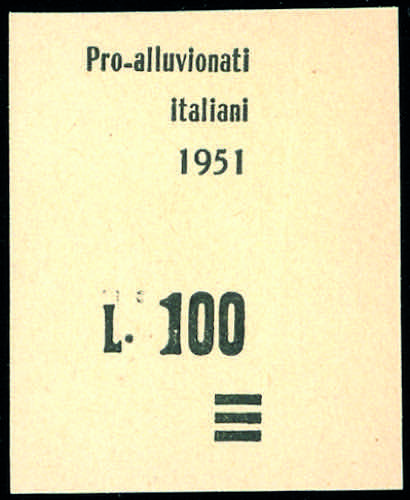 Pro-alluvionati
italiani
1951
L. 100